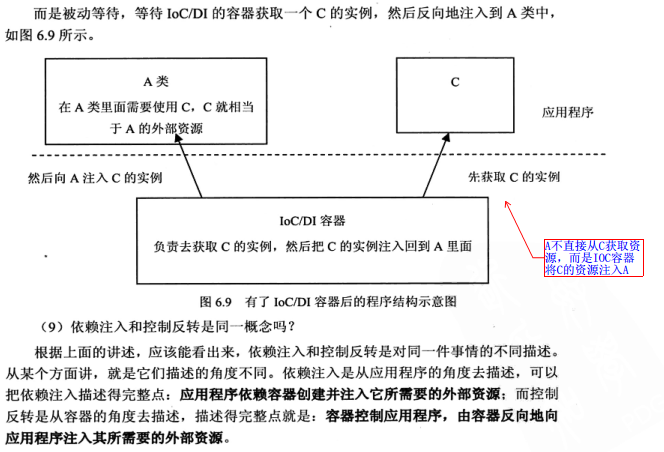 而是被动等待，等待 IoC/DI 的容器获取一个 C 的实例，然后反向地注入到 A 类中，
如图 6.9 所示。
A 类
在 A 类里面需要使用 C，C 就相当
于 A 的外部资源
C
应用程序
然后向 A 注入 C 的实例
先获取 C 的实例
IoC/DI 容器
负责去获取 C 的实例，然后把 C 的实例注入回到 A 里面
A不直接从C获取资
源，而是IOC容器
将C的资源注入A
图 6.9 有了 IoC/DI 容器后的程序结构示意图
（9）依赖注入和控制反转是同一概念吗？
根据上面的讲述，应该能看出来，依赖注入和控制反转是对同一件事情的不同描述。
从某个方面讲，就是它们描述的角度不同。依赖注入是从应用程序的角度去描述，可以
把依赖注入描述得完整点：应用程序依赖容器创建并注入它所需要的外部资源；而控制
反转是从容器的角度去描述，描述得完整点就是：容器控制应用程序，由容器反向地向
应用程序注入其所需要的外部资源。